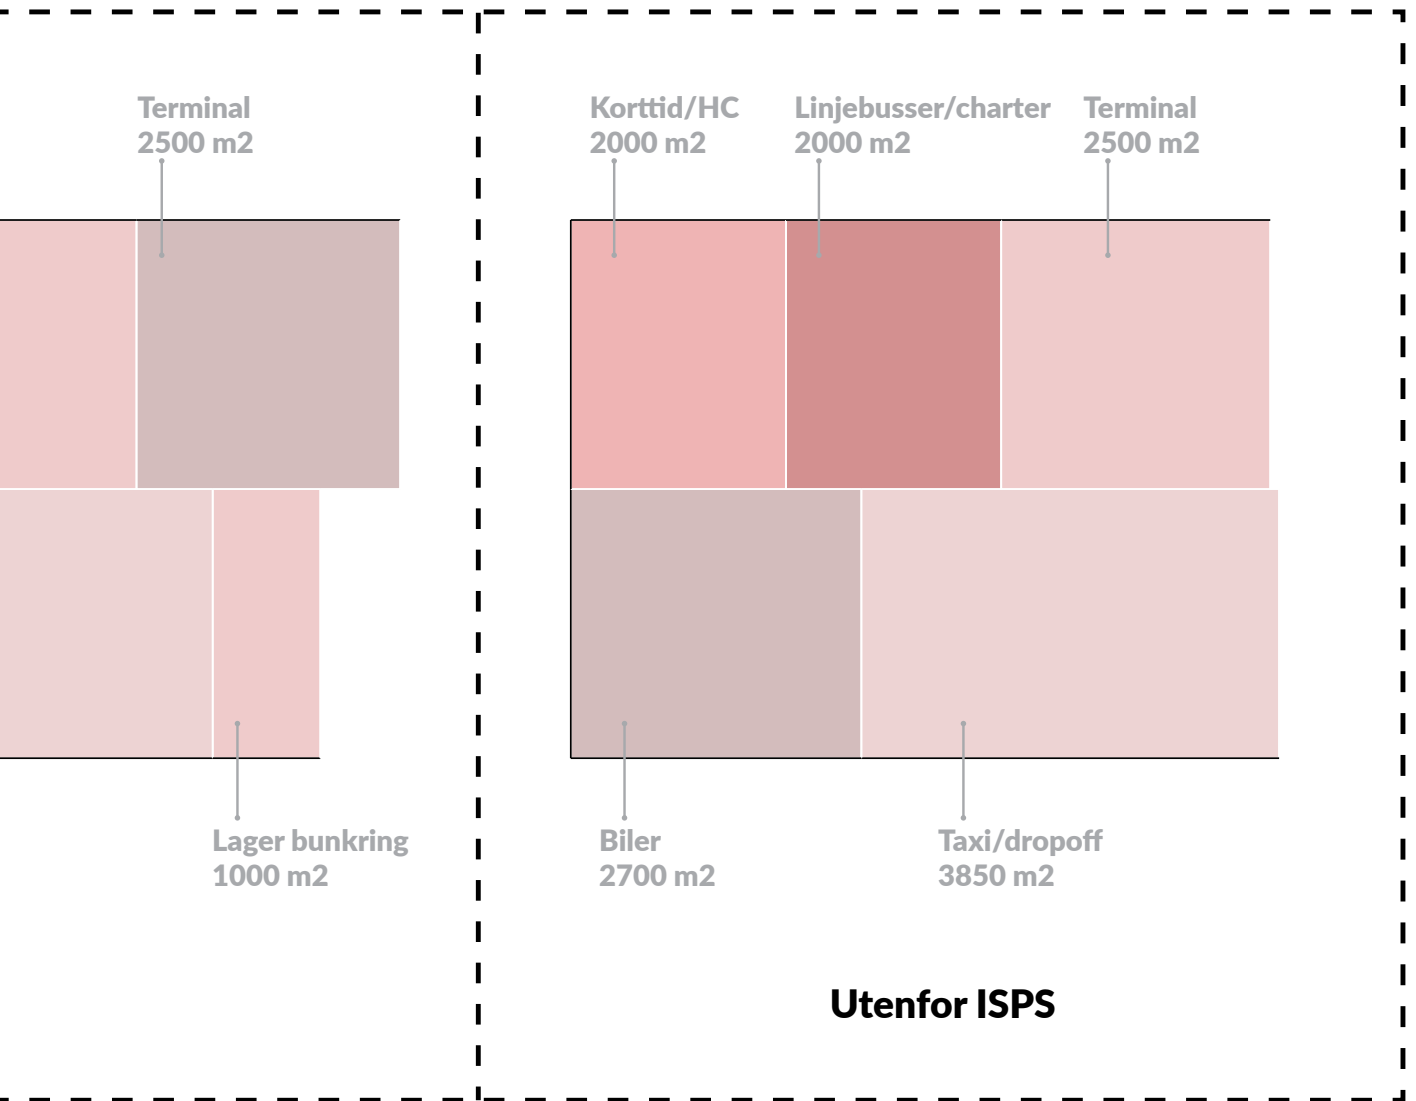 Terminal
2500 m2
Korttid/HC
2000 m2
Linjebusser/charter
2000 m2
Terminal
2500 m2
Lager bunkring
1000 m2
Biler
2700 m2
Taxi/dropoff
3850 m2
Utenfor ISPS